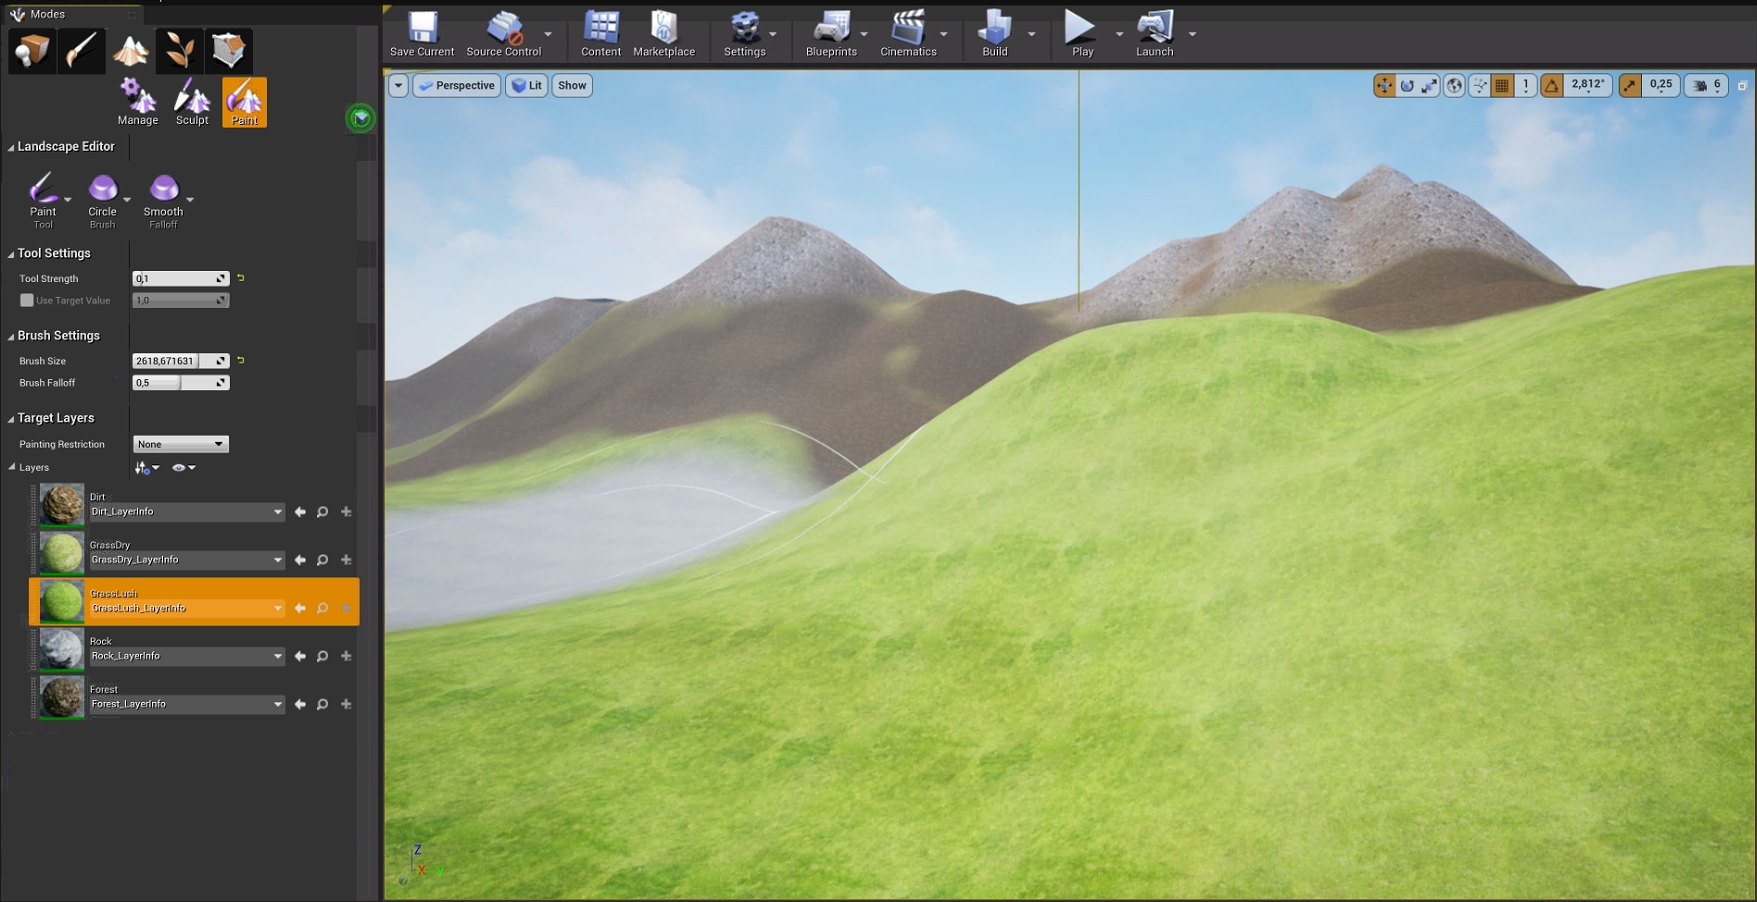 Modes
Save Current
Source Control
Content
Marketplace
Settings
Blueprints
Cinematics
Build
Play
Launch
Manage
Sculpt
Paint
Perspective
Lit
Show
2,812°
0,25
6
Landscape Editor
Paint
Tool
Circle
Brush
Smooth
Falloff
Tool Settings
Tool Strength
0,1
Use Target Value
1,0
Brush Settings
Brush Size
2618,671631
Brush Falloff
0,5
Target Layers
Painting Restriction
None
Layers
Dirt
Dirt_LayerInfo
GrassDry
GrassDry_LayerInfo
GrassLush
GrassLush_LayerInfo
Rock
Rock_LayerInfo
Forest
Forest_LayerInfo
Z
X
Y